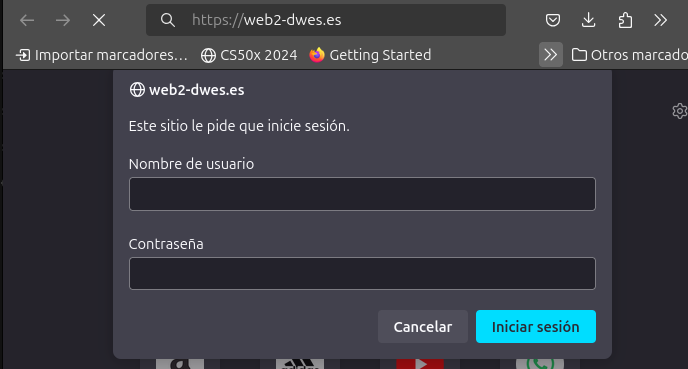 https://web2-dwes.es
Importar marcadores... CS50x 2024 Getting Started Otros marcado
web2-dwes.es
Este sitio le pide que inicie sesión.
Nombre de usuario
Contraseña
Cancelar Iniciar sesión
adidas